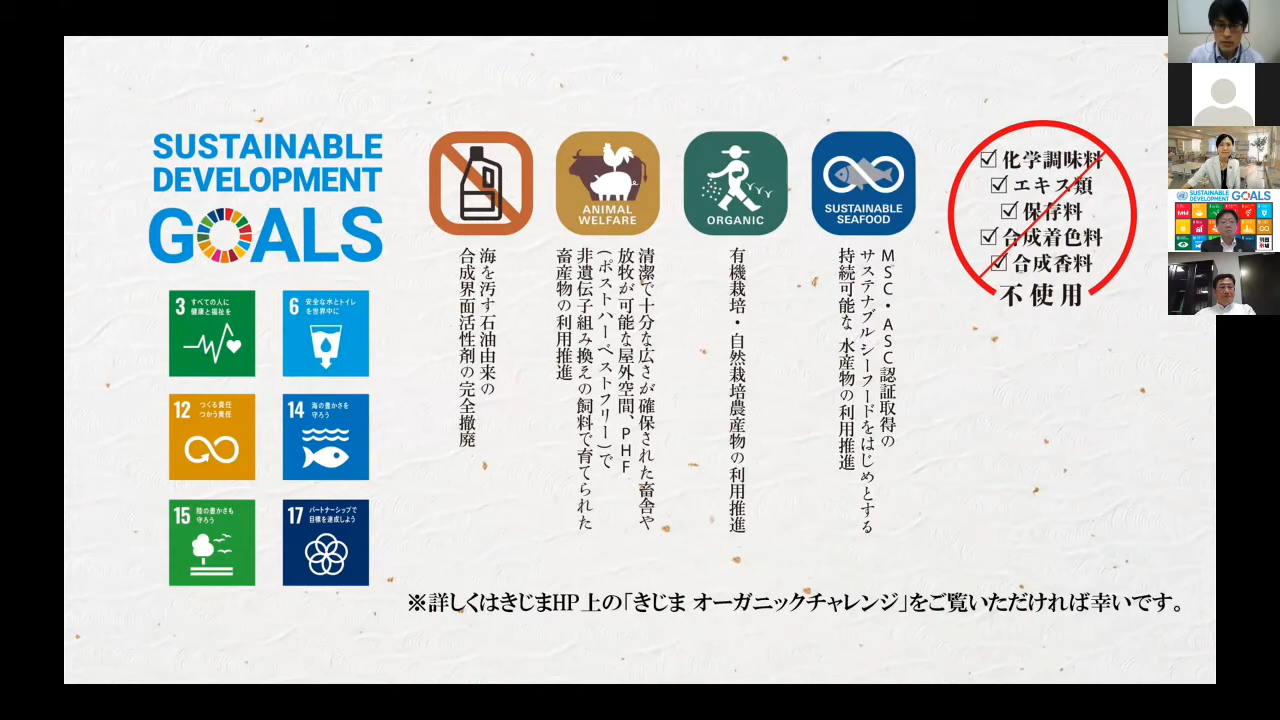 SUSTAINABLE
DEVELOPMENT
GOALS
3 すべての人に
健康と福祉を
6 安全な水とトイレ
を世界中に
12 つくる責任
つかう責任
14 海の豊かさを
守ろう
15 陸の豊かさも
守ろう
17 パートナーシップで
目標を達成しよう
海を汚す石油由来の
合成界面活性剤の完全撤廃
ANIMAL
WELFARE
清潔で十分な広さが確保された畜舎や
放牧が可能な屋外空間、PHF
(ポストハーベストフリー)で
非遺伝子組み換えその飼料で育てられた
畜産物の利用推進
ORGANIC
有機栽培・自然栽培農産物の利用推進
SUSTAINABLE
SEAFOOD
MSC・ASC認証取得の
サステナブルシーフードをはじめとする
持続可能な 水産物の利用推進
☑化学調味料
☑エキス類
☑保存料
☑合成着色料
☑合成香料
不使用
※詳しくはきじまHP上の「きじま オーガニックチャレンジ」をご覧いただければ幸いです。
SUSTAINABLE
DEVELOPMENT
GOALS